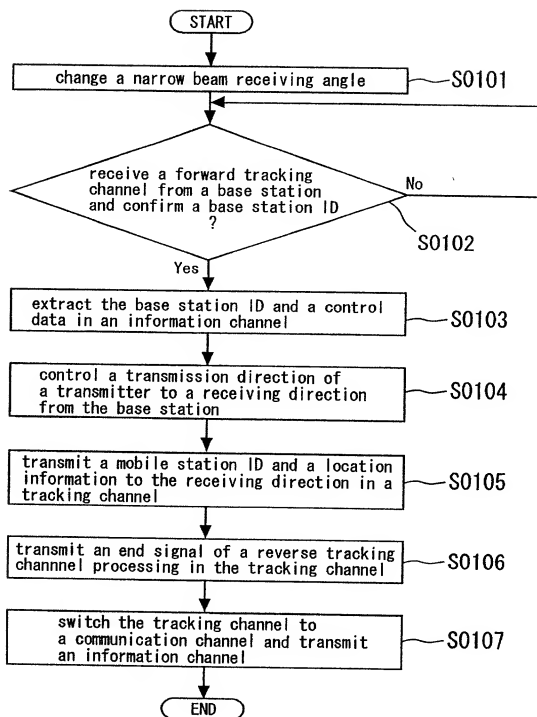 START
change a narrow beam receiving angle
S0101
receive a forward tracking
channel from a base station
and confirm a base station ID
?
No
S0102
Yes
extract the base station ID and a control
data in an information channel
S0103
control a transmission direction of
a transmitter to a receiving direction
from the base station
S0104
transmit a mobile station ID and a location
information to the receiving direction in a
tracking channel
S0105
transmit an end signal of a reverse tracking
channnel processing in the tracking channel
S0106
switch the tracking channel to
a communication channel and transmit
an information channel
S0107
END